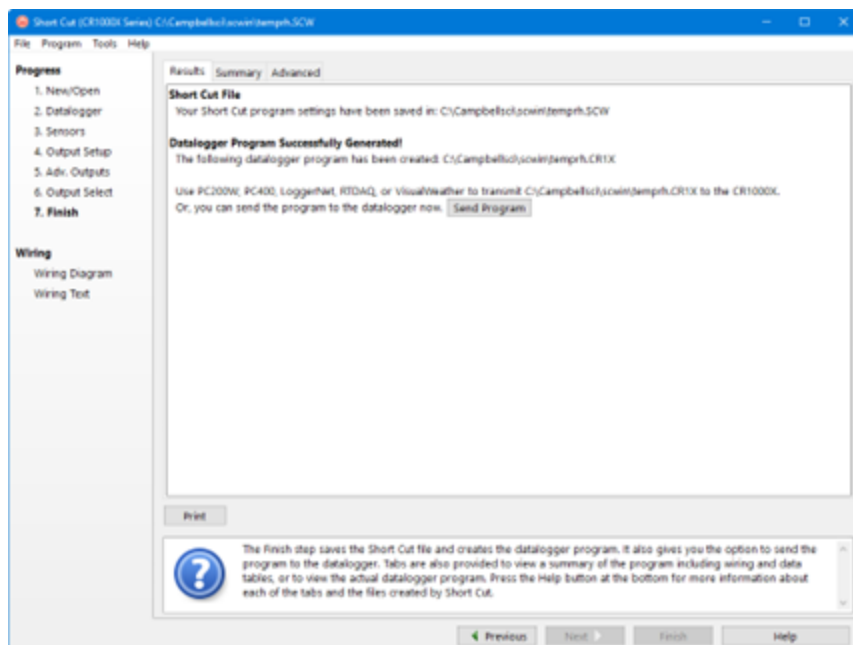 Short Cut (CR1000X Series) C:\Campbellsci\scwin\temprh.SCW
File Program Tools Help
Progress
1. New/Open
2. Datalogger
3. Sensors
4. Output Setup
5. Adv. Outputs
6. Output Select
7. Finish
Wiring
Wiring Diagram
Wiring Text
Results Summary Advanced
Short Cut File
Your Short Cut program settings have been saved in: C:\Campbellsci\scwin\temprh.SCW
Datalogger Program Successfully Generated!
The following datalogger program has been created: C:\Campbellsci\scwin\temprh.CR1X
Use PC200W, PC400, LoggerNet, RTDAQ, or VisualWeather to transmit C:\Campbellsci\scwin\temprh.CR1X to the CR1000X.
Or, you can send the program to the datalogger now. Send Program
Print
The Finish step saves the Short Cut file and creates the datalogger program. It also gives you the option to send the
program to the datalogger. Tabs are also provided to view a summary of the program including wiring and data
tables, or to view the actual datalogger program. Press the Help button at the bottom for more information about
each of the tabs and the files created by Short Cut.
Previous Next Finish Help